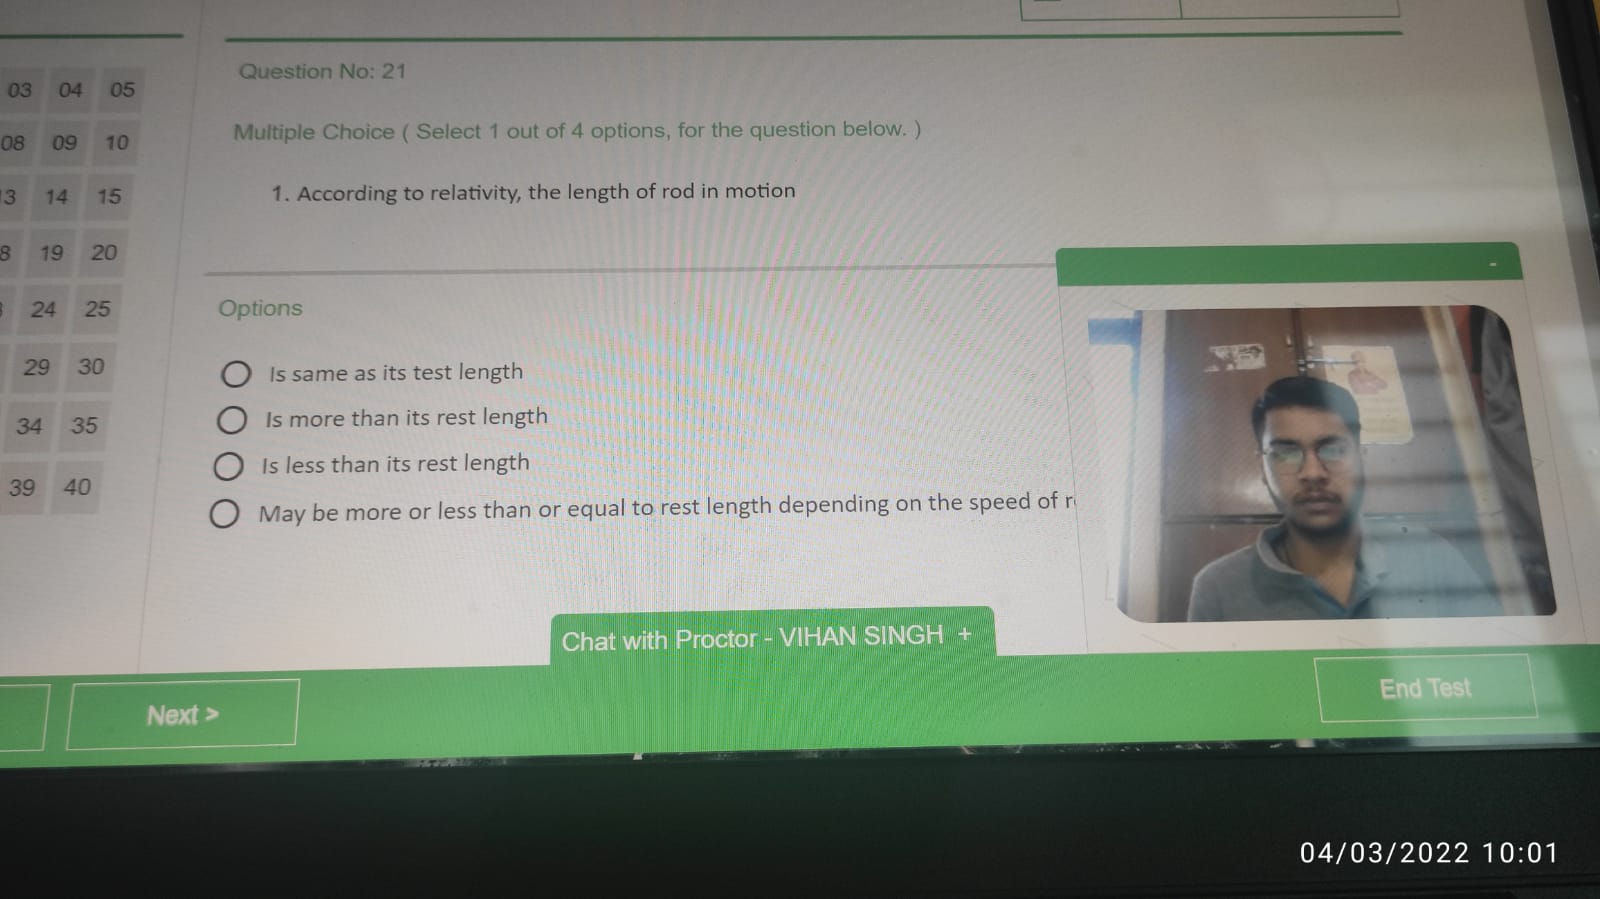 03 04 05
08 09 10
3 14 15
8 19 20
24 25
29 30
34 35
39 40
Question No: 21
Multiple Choice ( Select 1 out of 4 options, for the question below. )
1. According to relativity, the length of rod in motion
Options
Is same as its test length
Is more than its rest length
Is less than its rest length
May be more or less than or equal to rest length depending on the speed of r
-
Chat with Proctor - VIHAN SINGH +
Next >
End Test
04/03/2022 10:01